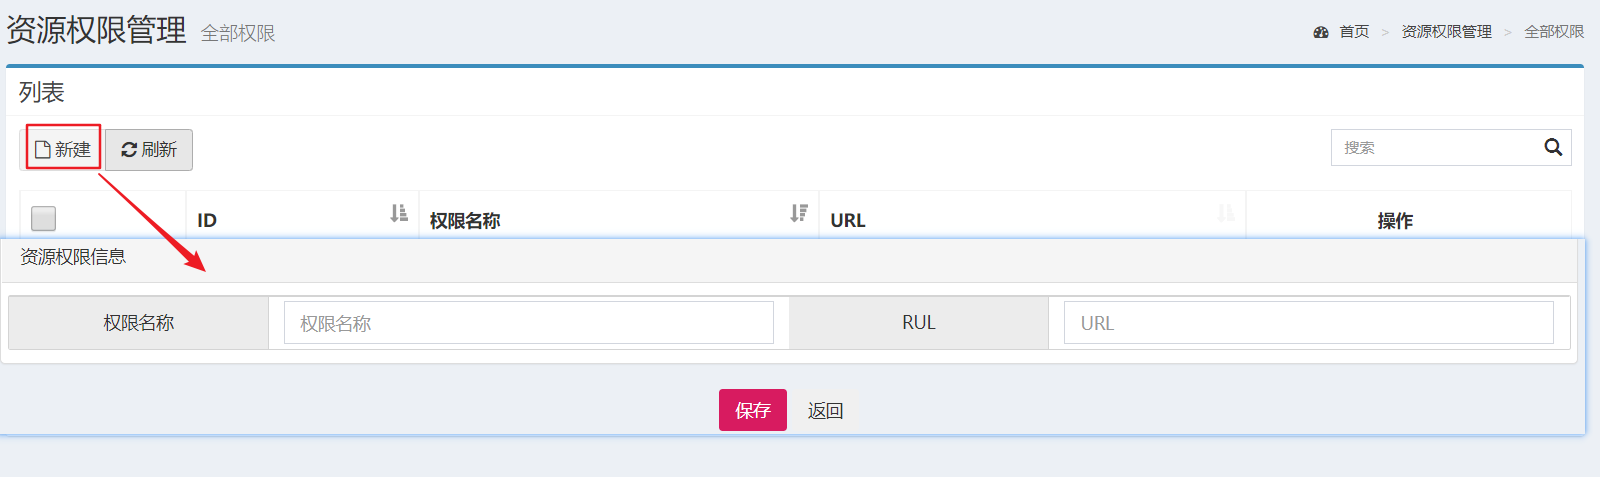 资源权限管理 全部权限
首页 > 资源权限管理 > 全部权限
列表
新建 刷新
搜索
ID 权限名称 URL 操作
资源权限信息
权限名称 权限名称 RUL URL
保存 返回